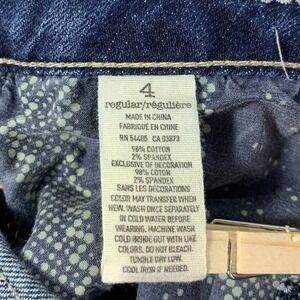 4
regular/régulière
MADE IN CHINA
FABRIQUÉ EN CHINE
RN 54485 CA 03873
98% COTTON
2% SPANDEX
EXCLUSIVE OF DECORATION
98% COTON
2% SPANDEX
SANS LES DÉCORATIONS
COLOR MAY TRANSFER WHEN
NEW. WASH ONCE SEPARATELY
IN COLD WATER BEFORE
WEARING. MACHINE WASH
COLD INSIDE OUT WITH LIKE
COLORS. DO NOT BLEACH.
TUMBLE DRY LOW.
COOL IRON IF NEEDED.